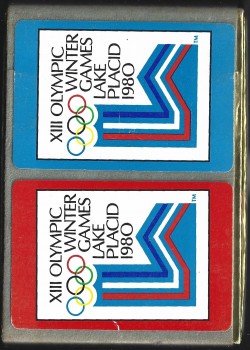 XIII OLYMPIC
WINTER
GAMES
LAKE
PLACID
1980
TM
XIII OLYMPIC
WINTER
GAMES
LAKE
PLACID
1980
TM